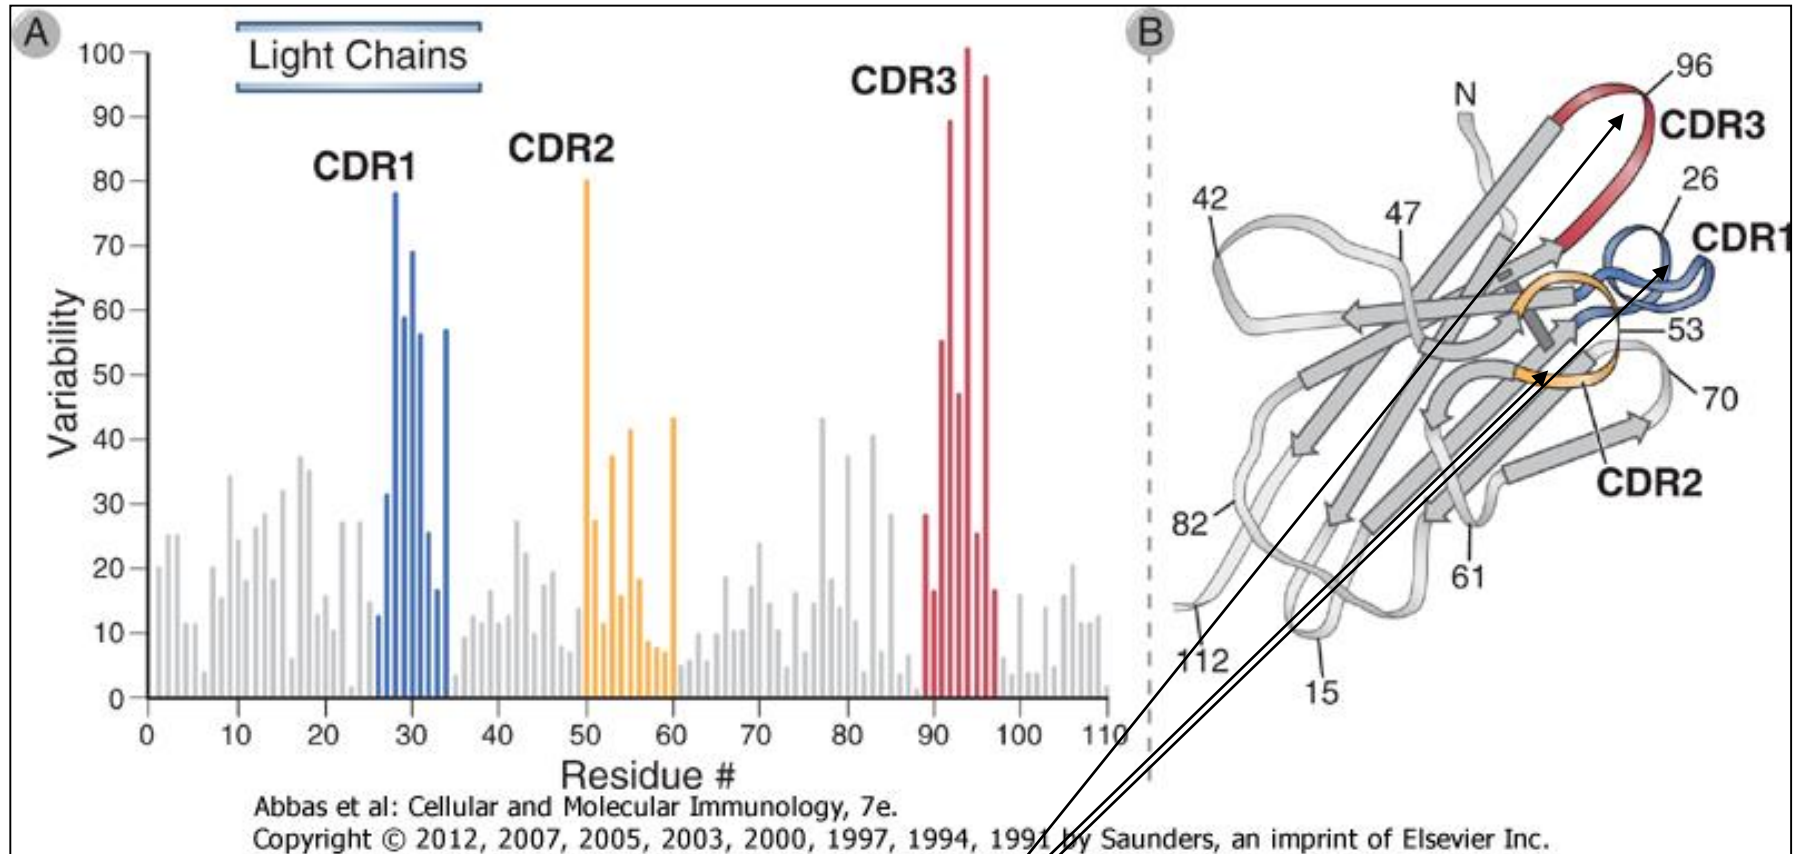 A
Light Chains
CDR1
CDR2
CDR3
Variability
100
90
80
70
60
50
40
30
20
10
0
0 10 20 30 40 50 60 70 80 90 100 110
Residue #
B
N
96
CDR3
26
CDR1
42
47
53
70
CDR2
82
61
112
15
Abbas et al: Cellular and Molecular Immunology, 7e.
Copyright © 2012, 2007, 2005, 2003, 2000, 1997, 1994, 1991 by Saunders, an imprint of Elsevier Inc.